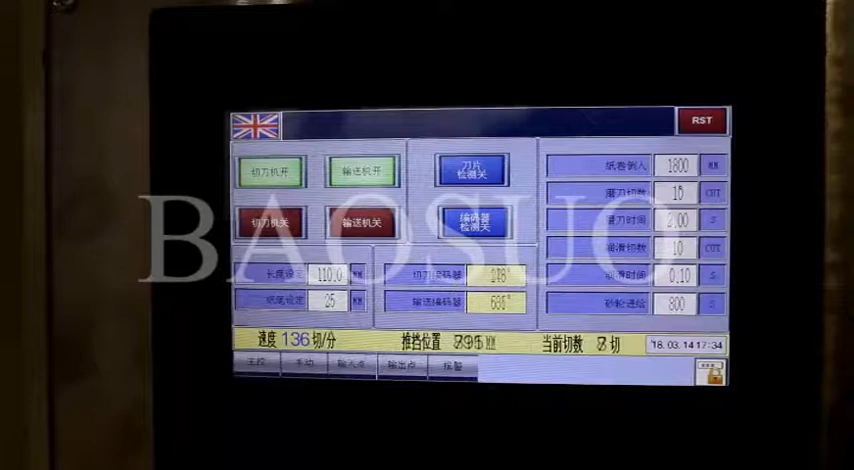 RST
切刀机开 输送机开 刀片检测关
纸卷倒入 1800 MM
磨刀切数 10 CUT
切刀机关 输送机关 编码器检测关
磨刀时间 2.00 S
润滑切数 10 CUT
BAOSUO
长度设定 110.0 MM 切刀编码器
润滑时间 0.10 S
纸尾设定 25 MM 输送编码器
砂轮进给 800 S
速度 136 切/分 推挡位置 MM 当前切数 切 '18.03.14 17:34
主控 手动 输入点 输出点 报警